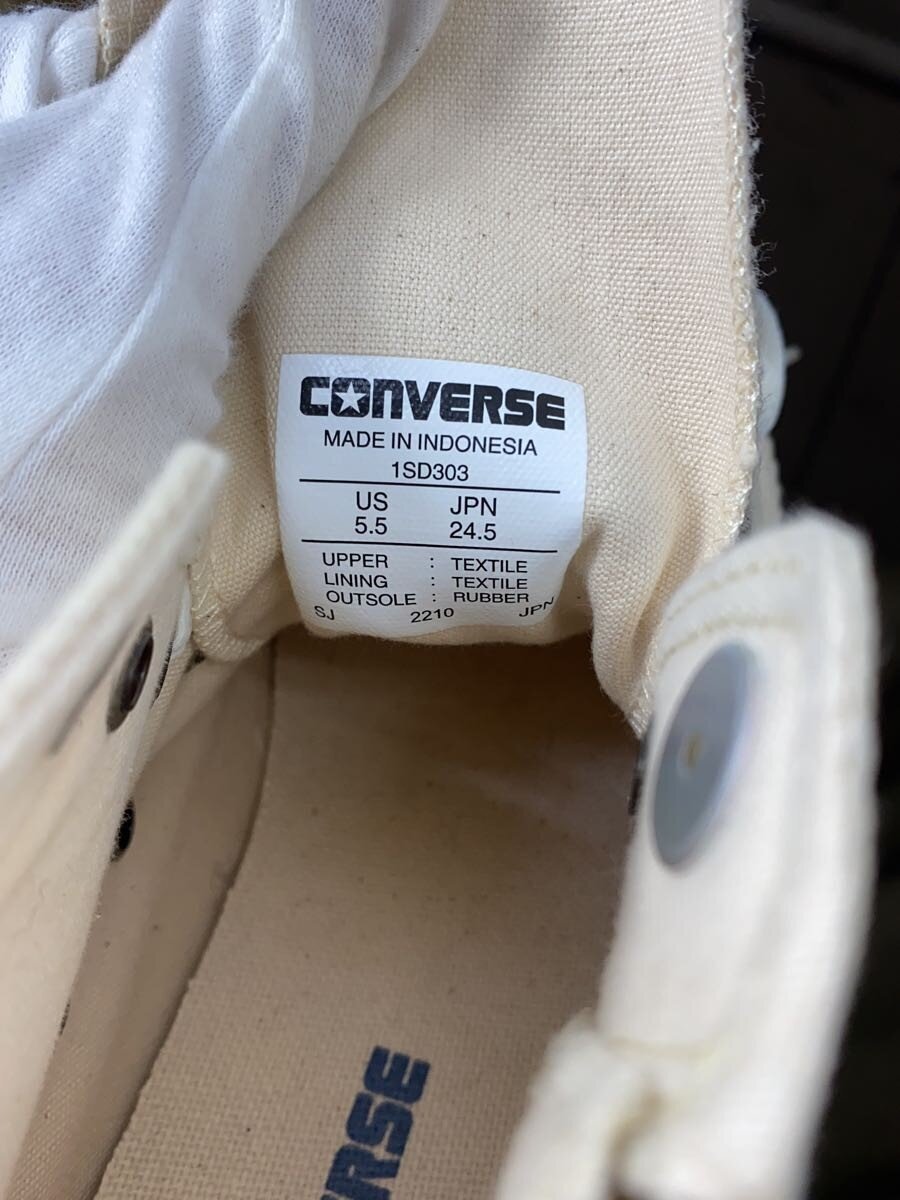 CONVERSE
MADE IN INDONESIA
1SD303
US JPN
5.5 24.5
UPPER : TEXTILE
LINING : TEXTILE
OUTSOLE : RUBBER
SJ 2210 JPN
ERSE